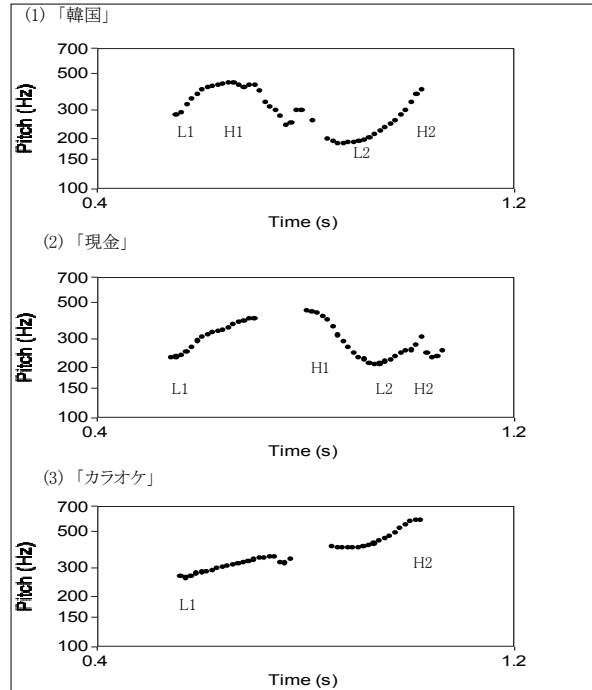 (1) 「韓国」
700
500
300
200
150
100
Pitch (Hz)
L1 H1 L2 H2
0.4 1.2
Time (s)
(2) 「現金」
700
500
300
200
150
100
Pitch (Hz)
L1 H1 L2 H2
0.4 1.2
Time (s)
(3) 「カラオケ」
700
500
300
200
150
100
Pitch (Hz)
L1 H2
0.4 1.2
Time (s)